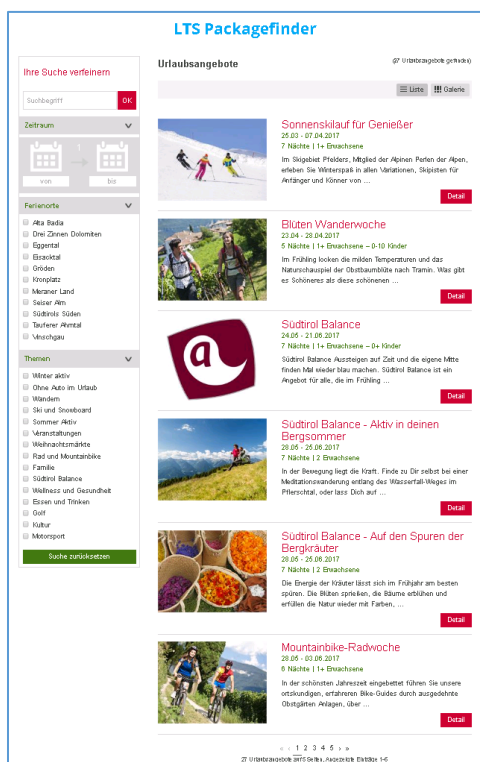 LTS Packagefinder
Ihre Suche verfeinern
Suchbegriff OK
Zeitraum
1
von bis
Ferienorte
Alta Badia
Drei Zinnen Dolomiten
Eggental
Eisacktal
Gröden
Kronplatz
Meraner Land
Seiser Alm
Südtirols Süden
Tauferer Ahrntal
Vinschgau
Themen
Winter aktiv
Ohne Auto im Urlaub
Wandern
Ski und Snowboard
Sommer Aktiv
Veranstaltungen
Weihnachtsmärkte
Rad und Mountainbike
Familie
Südtirol Balance
Wellness und Gesundheit
Essen und Trinken
Golf
Kultur
Motorsport
Suche zurücksetzen
Urlaubsangebote
(27 Urlaubsangebote gefunden)
Liste Galerie
Sonnenskilauf für Genießer
25.03 - 07.04.2017
7 Nächte | 1+ Erwachsene
Im Skigebiet Pfelders, Mitglied der Alpinen Perlen der Alpen,
erleben Sie Winterspaß in allen Variationen, Skipisten für
Anfänger und Könner von ...
Detail
Blüten Wanderwoche
23.04 - 28.04.2017
5 Nächte | 1+ Erwachsene – 0-10 Kinder
Im Frühling locken die milden Temperaturen und das
Naturschauspiel der Obstbaumblüte nach Tramin. Was gibt
es Schöneres als diese schönenen ...
Detail
a
Südtirol Balance
24.05 - 21.06.2017
7 Nächte | 1+ Erwachsene – 0+ Kinder
Südtirol Balance Aussteigen auf Zeit und die eigene Mitte
finden Mal wieder blau machen. Südtirol Balance ist ein
Angebot für alle, die im Frühling ...
Detail
Südtirol Balance - Aktiv in deinen
Bergsommer
28.05 - 25.06.2017
7 Nächte | 2 Erwachsene
In der Bewegung liegt die Kraft. Finde zu Dir selbst bei einer
Meditationswanderung entlang des Wasserfall-Weges im
Pflerschtal, oder lass Dich auf ...
Detail
Südtirol Balance - Auf den Spuren der
Bergkräuter
28.05 - 25.06.2017
7 Nächte | 2 Erwachsene
Die Energie der Kräuter lässt sich im Frühjahr am besten
spüren. Die Blüten sprießen, die Bäume erblühen und
erfüllen die Natur wieder mit Farben, ...
Detail
Mountainbike-Radwoche
28.05 - 03.06.2017
6 Nächte | 1+ Erwachsene
In der schönsten Jahreszeit eingebettet führen Sie unsere
ortskundigen, erfahreren Bike-Guides durch ausgedehnte
Obstgärten Anlagen, über ...
Detail
« ‹ 1 2 3 4 5 › »
27 Urlaubsangebote auf 5 Seiten, Angezeigte Einträge 1-6